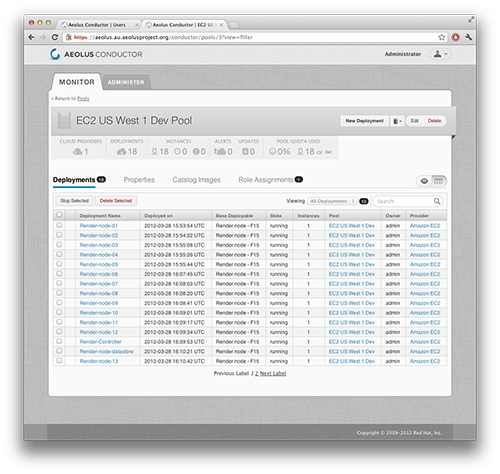 Aeolus Conductor | Users
Aeolus Conductor | EC2 US W
https://aeolus.au.aeolusproject.org/conductor/pools/3?view=filter
AEOLUS CONDUCTOR
Administrator
MONITOR
ADMINISTER
Return to Pools
EC2 US West 1 Dev Pool
New Deployment
Edit
Delete
CLOUD PROVIDERS DEPLOYMENTS INSTANCES ALERTS UPDATES POOL QUOTA USED
1 18 18 0 0 0 0 0% 18 OF ∞
Deployments
Properties
Catalog Images
Role Assignments 1
Stop Selected
Delete Selected
Viewing All Deployments
Search
Deployment Name Deployed on Base Deployable State Instances Pool Owner Provider
Render-node-01 2012-03-28 15:53:54 UTC Render node - F15 running 1 EC2 US West 1 Dev admin Amazon EC2
Render-node-02 2012-03-28 15:54:32 UTC Render node - F15 running 1 EC2 US West 1 Dev admin Amazon EC2
Render-node-03 2012-03-28 15:55:08 UTC Render node - F15 running 1 EC2 US West 1 Dev admin Amazon EC2
Render-node-04 2012-03-28 15:55:26 UTC Render node - F15 running 1 EC2 US West 1 Dev admin Amazon EC2
Render-node-05 2012-03-28 15:55:44 UTC Render node - F15 running 1 EC2 US West 1 Dev admin Amazon EC2
Render-node-06 2012-03-28 16:07:45 UTC Render node - F15 running 1 EC2 US West 1 Dev admin Amazon EC2
Render-node-07 2012-03-28 16:08:03 UTC Render node - F15 running 1 EC2 US West 1 Dev admin Amazon EC2
Render-node-08 2012-03-28 16:08:20 UTC Render node - F15 running 1 EC2 US West 1 Dev admin Amazon EC2
Render-node-09 2012-03-28 16:08:41 UTC Render node - F15 running 1 EC2 US West 1 Dev admin Amazon EC2
Render-node-10 2012-03-28 16:09:01 UTC Render node - F15 running 1 EC2 US West 1 Dev admin Amazon EC2
Render-node-11 2012-03-28 16:09:17 UTC Render node - F15 running 1 EC2 US West 1 Dev admin Amazon EC2
Render-node-12 2012-03-28 16:09:34 UTC Render node - F15 running 1 EC2 US West 1 Dev admin Amazon EC2
Render-Controller 2012-03-28 16:09:53 UTC Render node - F15 running 1 EC2 US West 1 Dev admin Amazon EC2
Render-node-datastore 2012-03-28 16:10:21 UTC Render node - F15 running 1 EC2 US West 1 Dev admin Amazon EC2
Render-node-13 2012-03-28 16:10:42 UTC Render node - F15 running 1 EC2 US West 1 Dev admin Amazon EC2
Previous Label 1 2 Next Label
Copyright © 2009-2012 Red Hat, Inc.